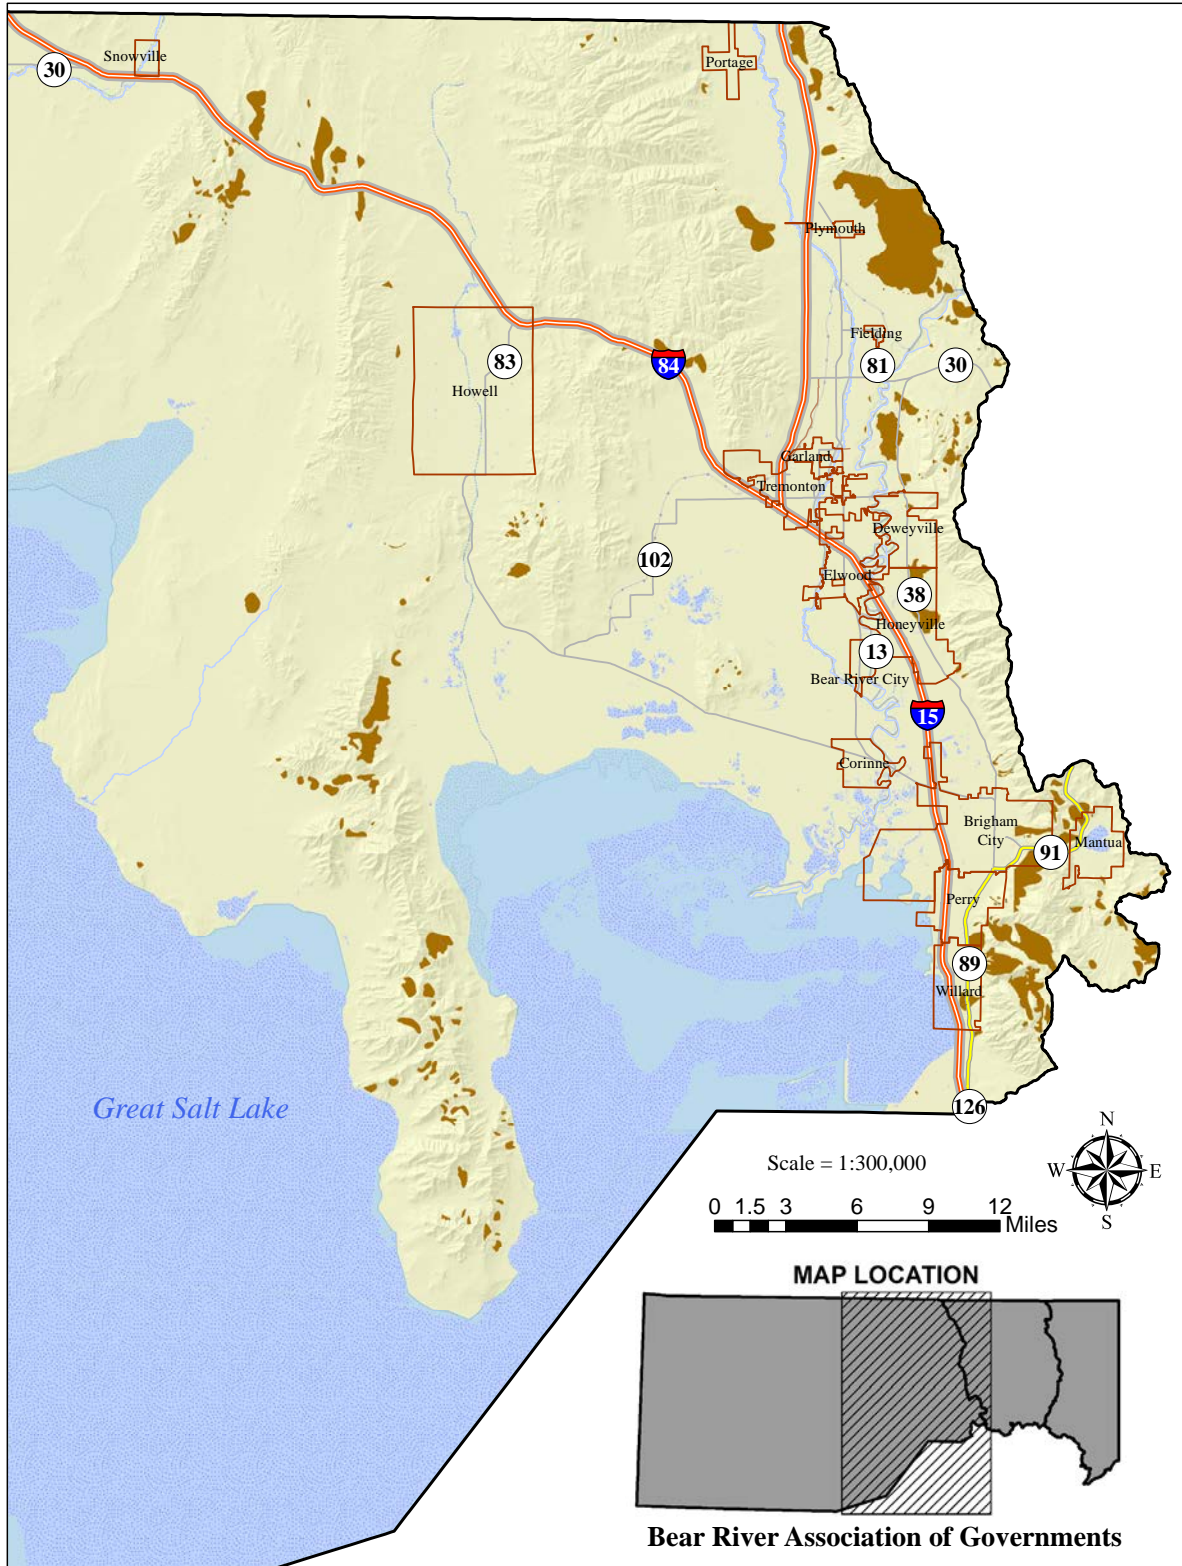 Snowville
30
Portage
Plymouth
Fielding
83
84
81
30
Howell
Garland
Tremonton
Deweyville
102
Elwood
38
Honeyville
13
Bear River City
15
Corinne
Brigham
City
91
Mantua
Perry
89
Willard
Great Salt Lake
126
Scale = 1:300,000
N
W
E
S
0 1.5 3 6 9 12
Miles
MAP LOCATION
Bear River Association of Governments